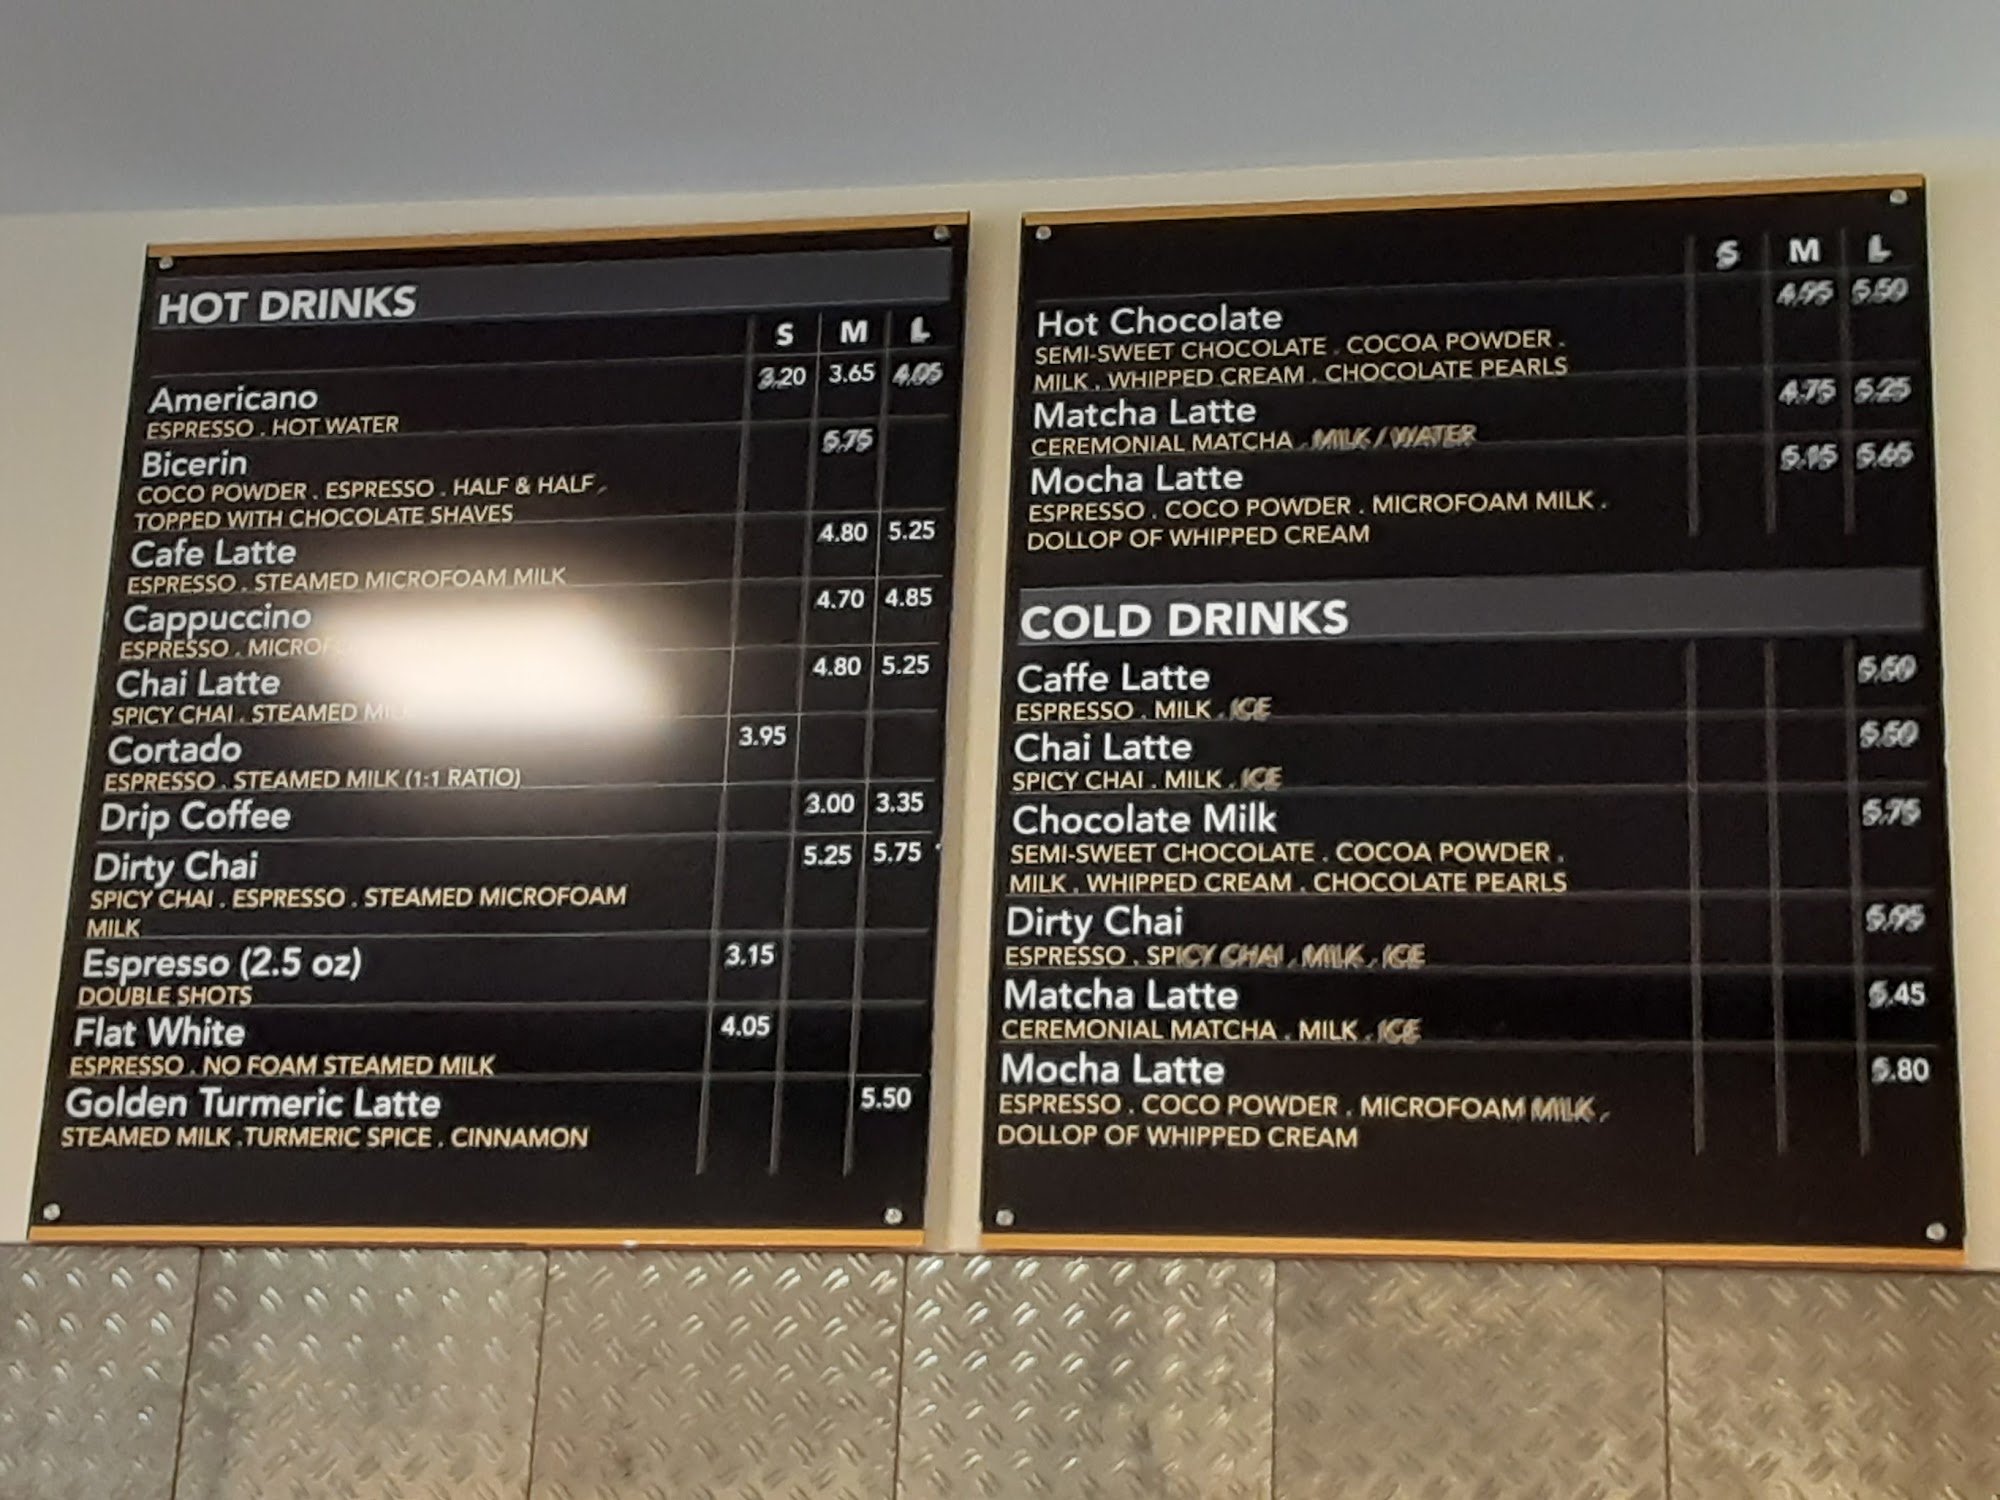 HOT DRINKS
S M L
Americano 3.20 3.65 4.05
ESPRESSO . HOT WATER
Bicerin 5.75
COCO POWDER . ESPRESSO . HALF & HALF .
TOPPED WITH CHOCOLATE SHAVES
Cafe Latte 4.80 5.25
ESPRESSO . STEAMED MICROFOAM MILK
Cappuccino 4.70 4.85
ESPRESSO .
Chai Latte 4.80 5.25
SPICY CHAI . STEAMED
Cortado 3.95
ESPRESSO . STEAMED MILK (1:1 RATIO)
Drip Coffee 3.00 3.35
Dirty Chai 5.25 5.75
SPICY CHAI . ESPRESSO . STEAMED MICROFOAM
MILK
Espresso (2.5 oz) 3.15
DOUBLE SHOTS
Flat White 4.05
ESPRESSO . NO FOAM STEAMED MILK
Golden Turmeric Latte 5.50
STEAMED MILK .TURMERIC SPICE . CINNAMON
S M L
Hot Chocolate 4.95 5.50
SEMI-SWEET CHOCOLATE . COCOA POWDER .
MILK . WHIPPED CREAM . CHOCOLATE PEARLS
Matcha Latte 4.75 5.25
CEREMONIAL MATCHA . MILK / WATER
Mocha Latte 5.15 5.65
ESPRESSO . COCO POWDER . MICROFOAM MILK .
DOLLOP OF WHIPPED CREAM
COLD DRINKS
Caffe Latte
ESPRESSO . MILK . ICE
Chai Latte
SPICY CHAI . MILK . ICE
Chocolate Milk 5.75
SEMI-SWEET CHOCOLATE . COCOA POWDER .
MILK . WHIPPED CREAM . CHOCOLATE PEARLS
Dirty Chai 5.95
ESPRESSO . SPICY CHAI . MILK . ICE
Matcha Latte 5.45
CEREMONIAL MATCHA . MILK . ICE
Mocha Latte 5.80
ESPRESSO . COCO POWDER . MICROFOAM MILK .
DOLLOP OF WHIPPED CREAM